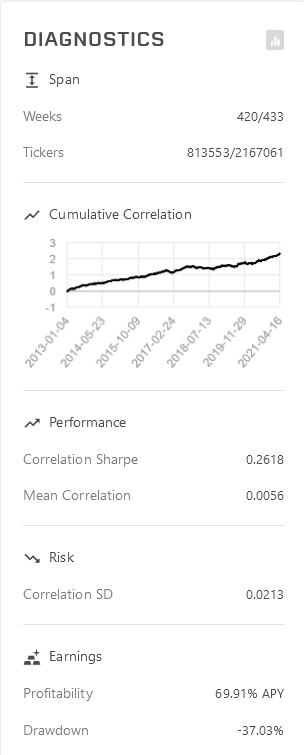 DIAGNOSTICS
Span
Weeks 420/433
Tickers 813553/2167061
Cumulative Correlation
3
2
1
0
-1
2013-01-04 2014-05-23 2015-10-09 2017-02-24 2018-07-13 2019-11-29 2021-04-16
Performance
Correlation Sharpe 0.2618
Mean Correlation 0.0056
Risk
Correlation SD 0.0213
Earnings
Profitability 69.91% APY
Drawdown -37.03%